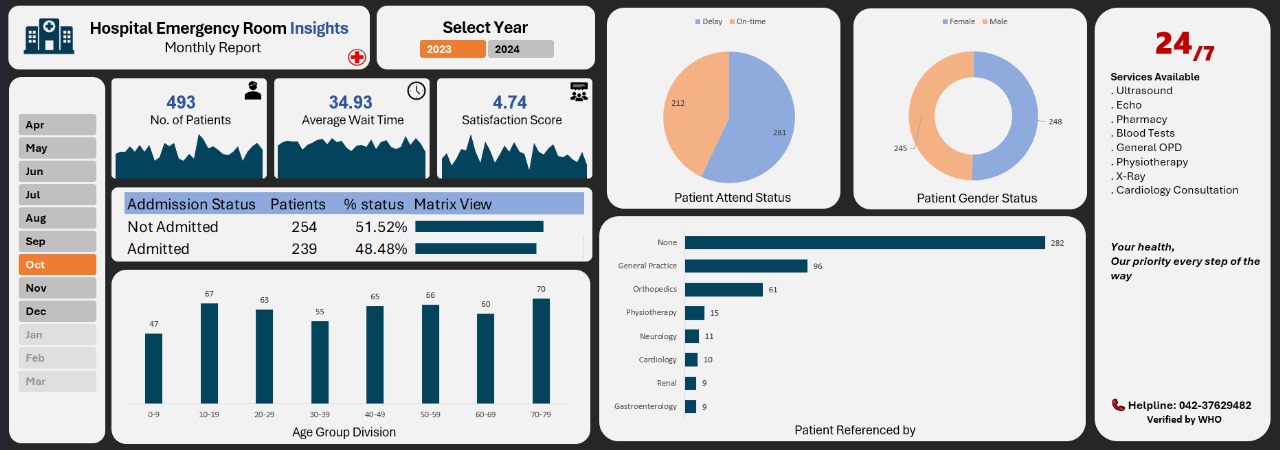 Hospital Emergency Room Insights
Monthly Report
Select Year
2023
2024
Apr
May
Jun
Jul
Aug
Sep
Oct
Nov
Dec
Jan
Feb
Mar
493
No. of Patients
34.93
Average Wait Time
4.74
Satisfaction Score
Addmission Status Patients % status Matrix View
Not Admitted 254 51.52%
Admitted 239 48.48%
47
67
63
55
65
66
60
70
0-9
10-19
20-29
30-39
40-49
50-59
60-69
70-79
Age Group Division
Delay
On-time
212
281
Patient Attend Status
Female
Male
248
245
Patient Gender Status
None 282
General Practice 96
Orthopedics 61
Physiotherapy 15
Neurology 11
Cardiology 10
Renal 9
Gastroenterology 9
Patient Referenced by
24/7
Services Available
. Ultrasound
. Echo
. Pharmacy
. Blood Tests
. General OPD
. Physiotherapy
. X-Ray
. Cardiology Consultation
Your health,
Our priority every step of the
way
Helpline: 042-37629482
Verified by WHO